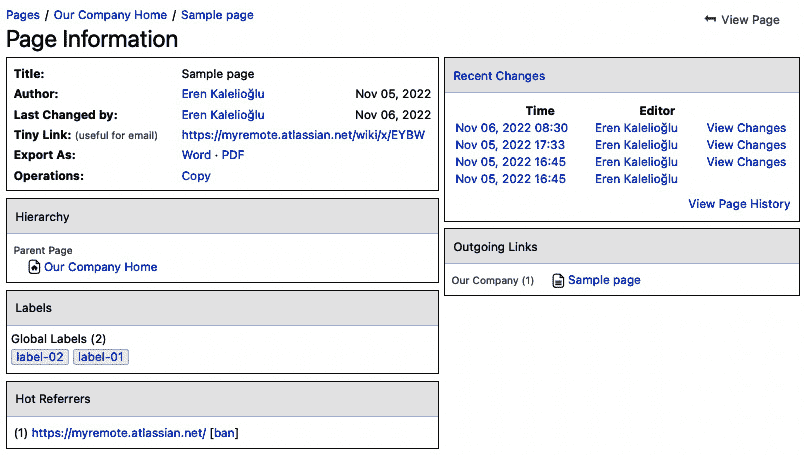 Pages / Our Company Home / Sample page
View Page
Page Information
Title: Sample page
Author: Eren Kalelioğlu Nov 05, 2022
Last Changed by: Eren Kalelioğlu Nov 06, 2022
Tiny Link: (useful for email) https://myremote.atlassian.net/wiki/x/EYBW
Export As: Word · PDF
Operations: Copy
Hierarchy
Parent Page
Our Company Home
Labels
Global Labels (2)
label-02 label-01
Hot Referrers
(1) https://myremote.atlassian.net/ [ban]
Recent Changes
Time Editor
Nov 06, 2022 08:30 Eren Kalelioğlu View Changes
Nov 05, 2022 17:33 Eren Kalelioğlu View Changes
Nov 05, 2022 16:45 Eren Kalelioğlu View Changes
Nov 05, 2022 16:45 Eren Kalelioğlu
View Page History
Outgoing Links
Our Company (1) Sample page